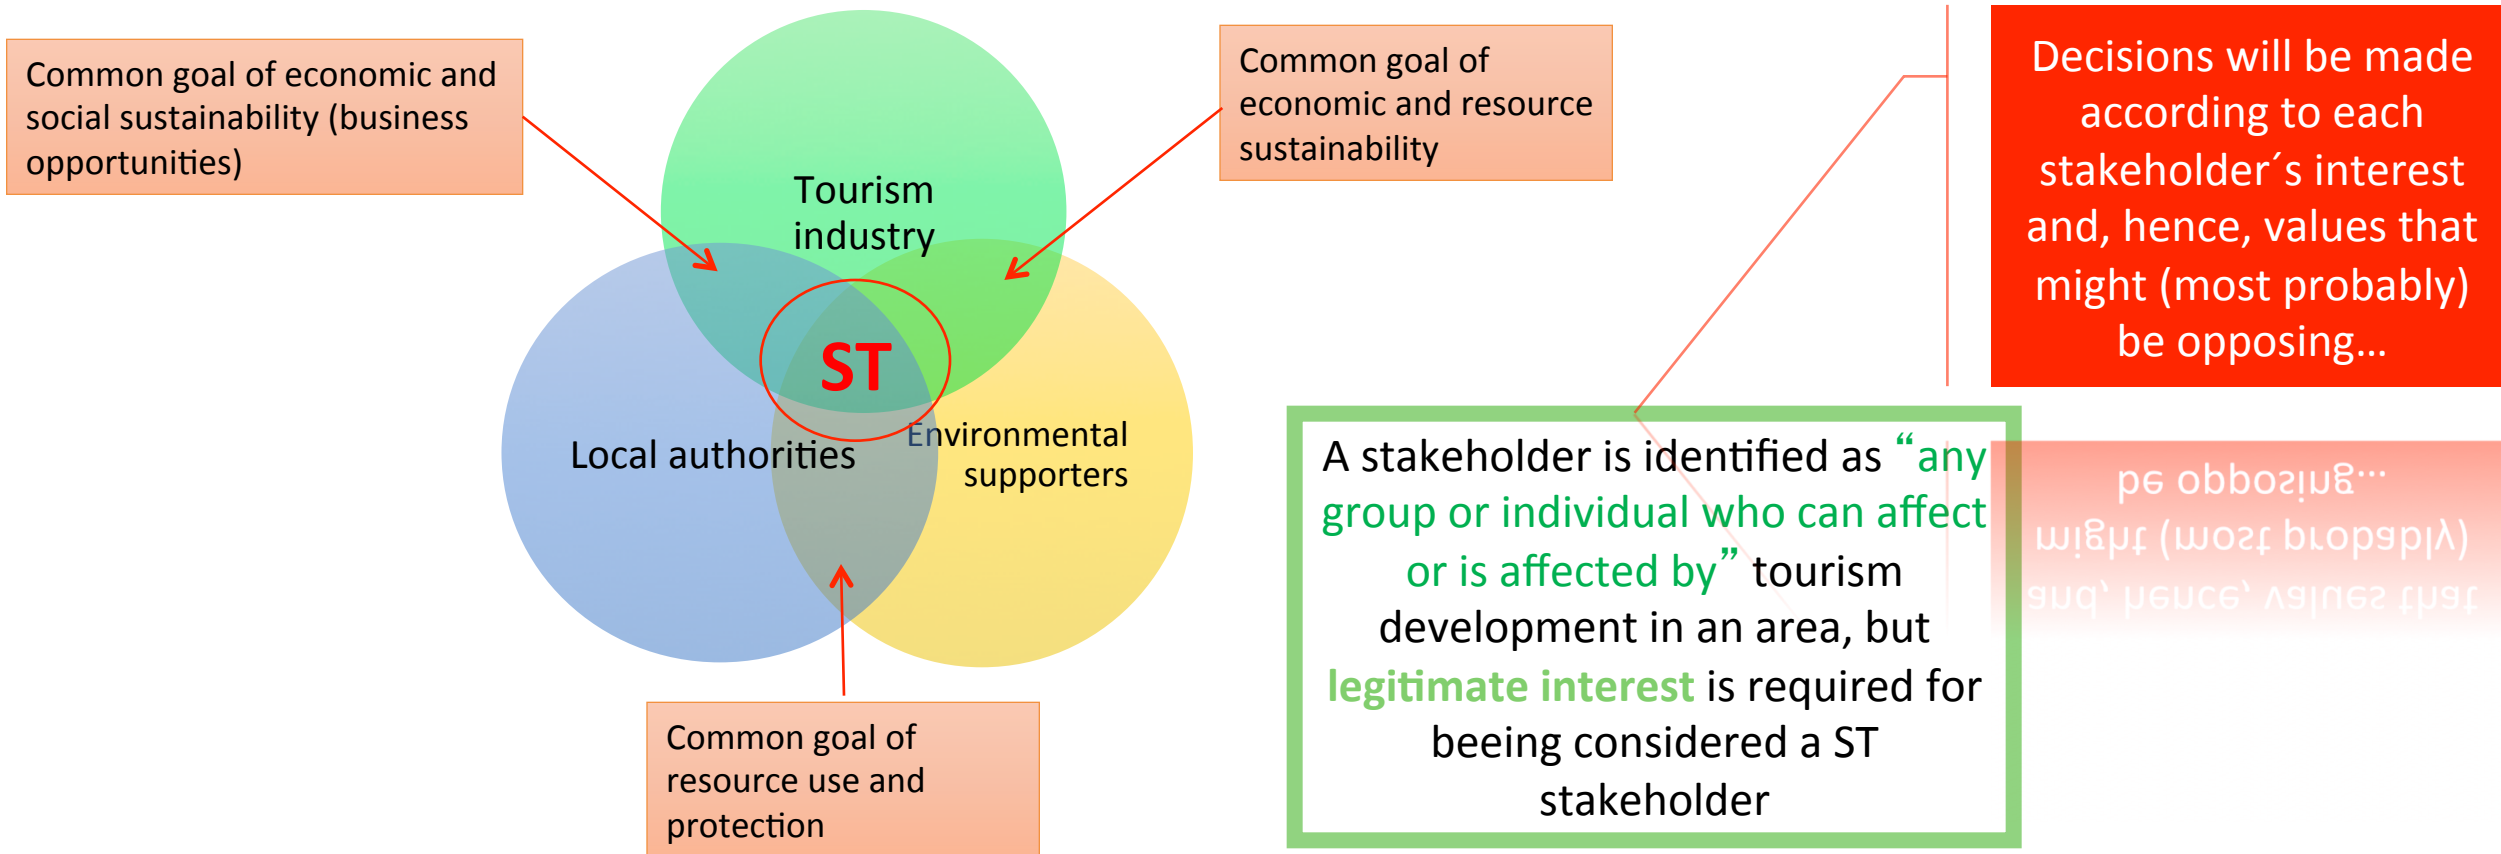 Common goal of economic and
social sustainability (business
opportunities)
Tourism
industry
Common goal of
economic and resource
sustainability
ST
Local authorities
Environmental
supporters
Common goal of
resource use and
protection
Decisions will be made
according to each
stakeholder´s interest
and, hence, values that
might (most probably)
be opposing...
A stakeholder is identified as “any
group or individual who can affect
or is affected by” tourism
development in an area, but
legitimate interest is required for
beeing considered a ST
stakeholder